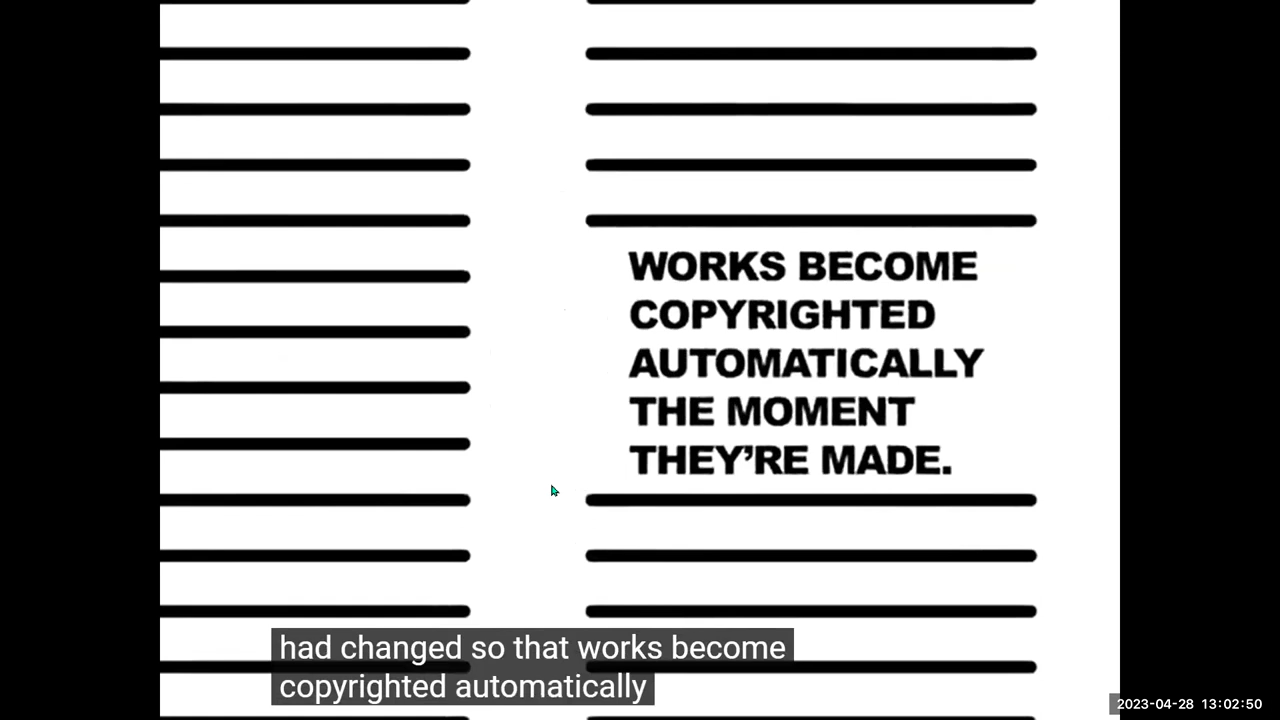 WORKS BECOME
COPYRIGHTED
AUTOMATICALLY
THE MOMENT
THEY’RE MADE.
had changed so that works become
copyrighted automatically
2023-04-28 13:02:50